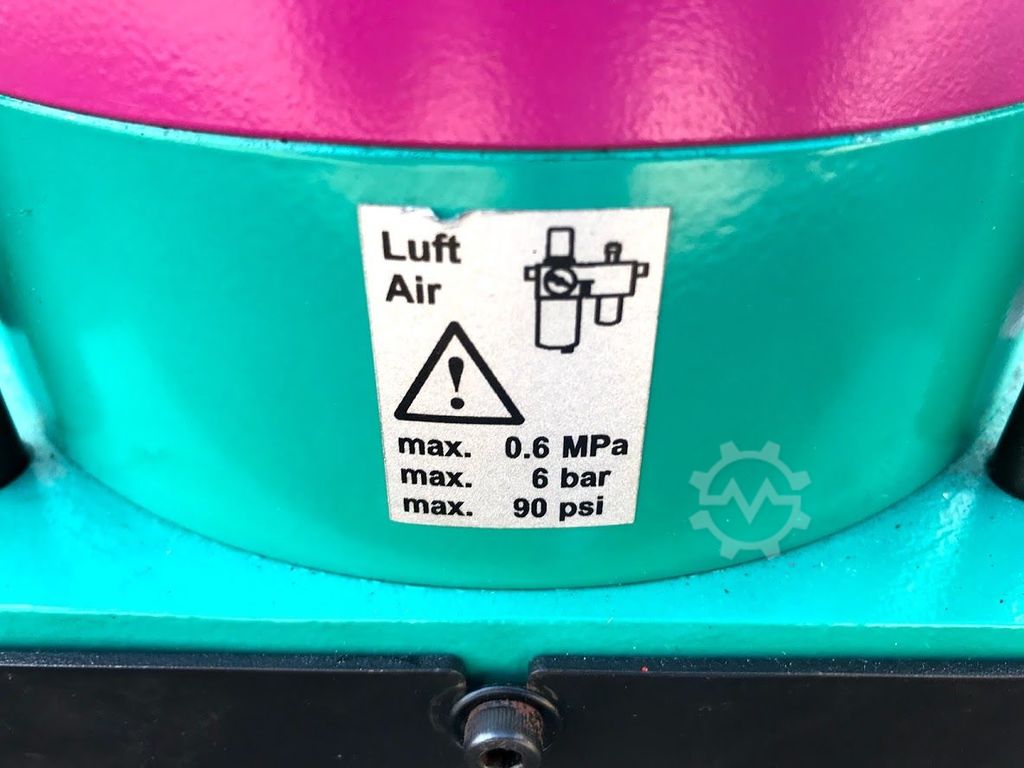 Luft
Air
max. 0.6 MPa
max. 6 bar
max. 90 psi